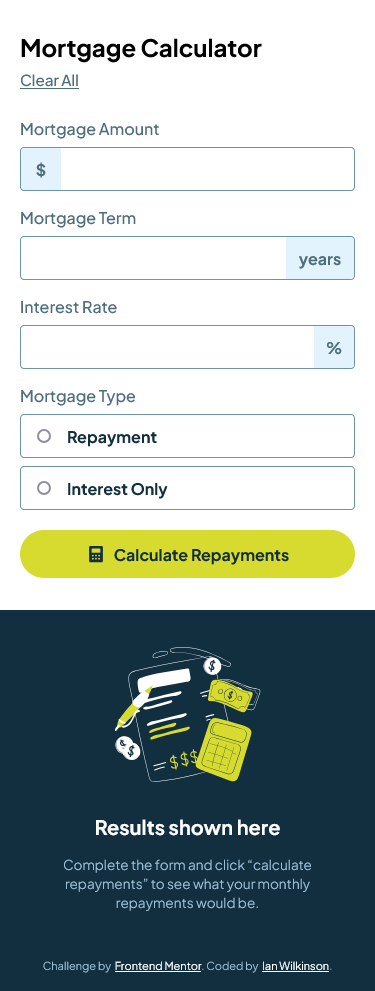 Mortgage Calculator
Clear All
Mortgage Amount
$
Mortgage Term
years
Interest Rate
%
Mortgage Type
Repayment
Interest Only
Calculate Repayments
$
$
$
$
$$$
Results shown here
Complete the form and click “calculate
repayments” to see what your monthly
repayments would be.
Challenge by Frontend Mentor. Coded by Ian Wilkinson.